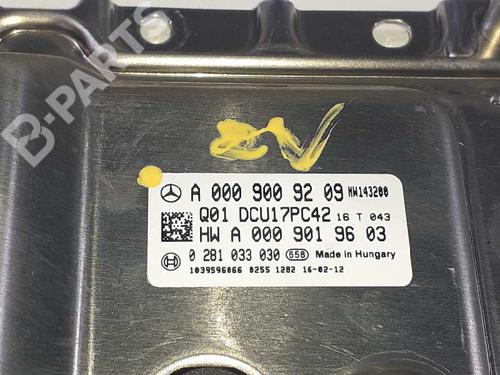 B-PARTS
A 000 900 92 09 HW143200
Q01 DCU17PC42 16 T 043
HW A 000 901 96 03
0 281 033 030 658 Made in Hungary
1039S96066 0255 1282 16-02-12